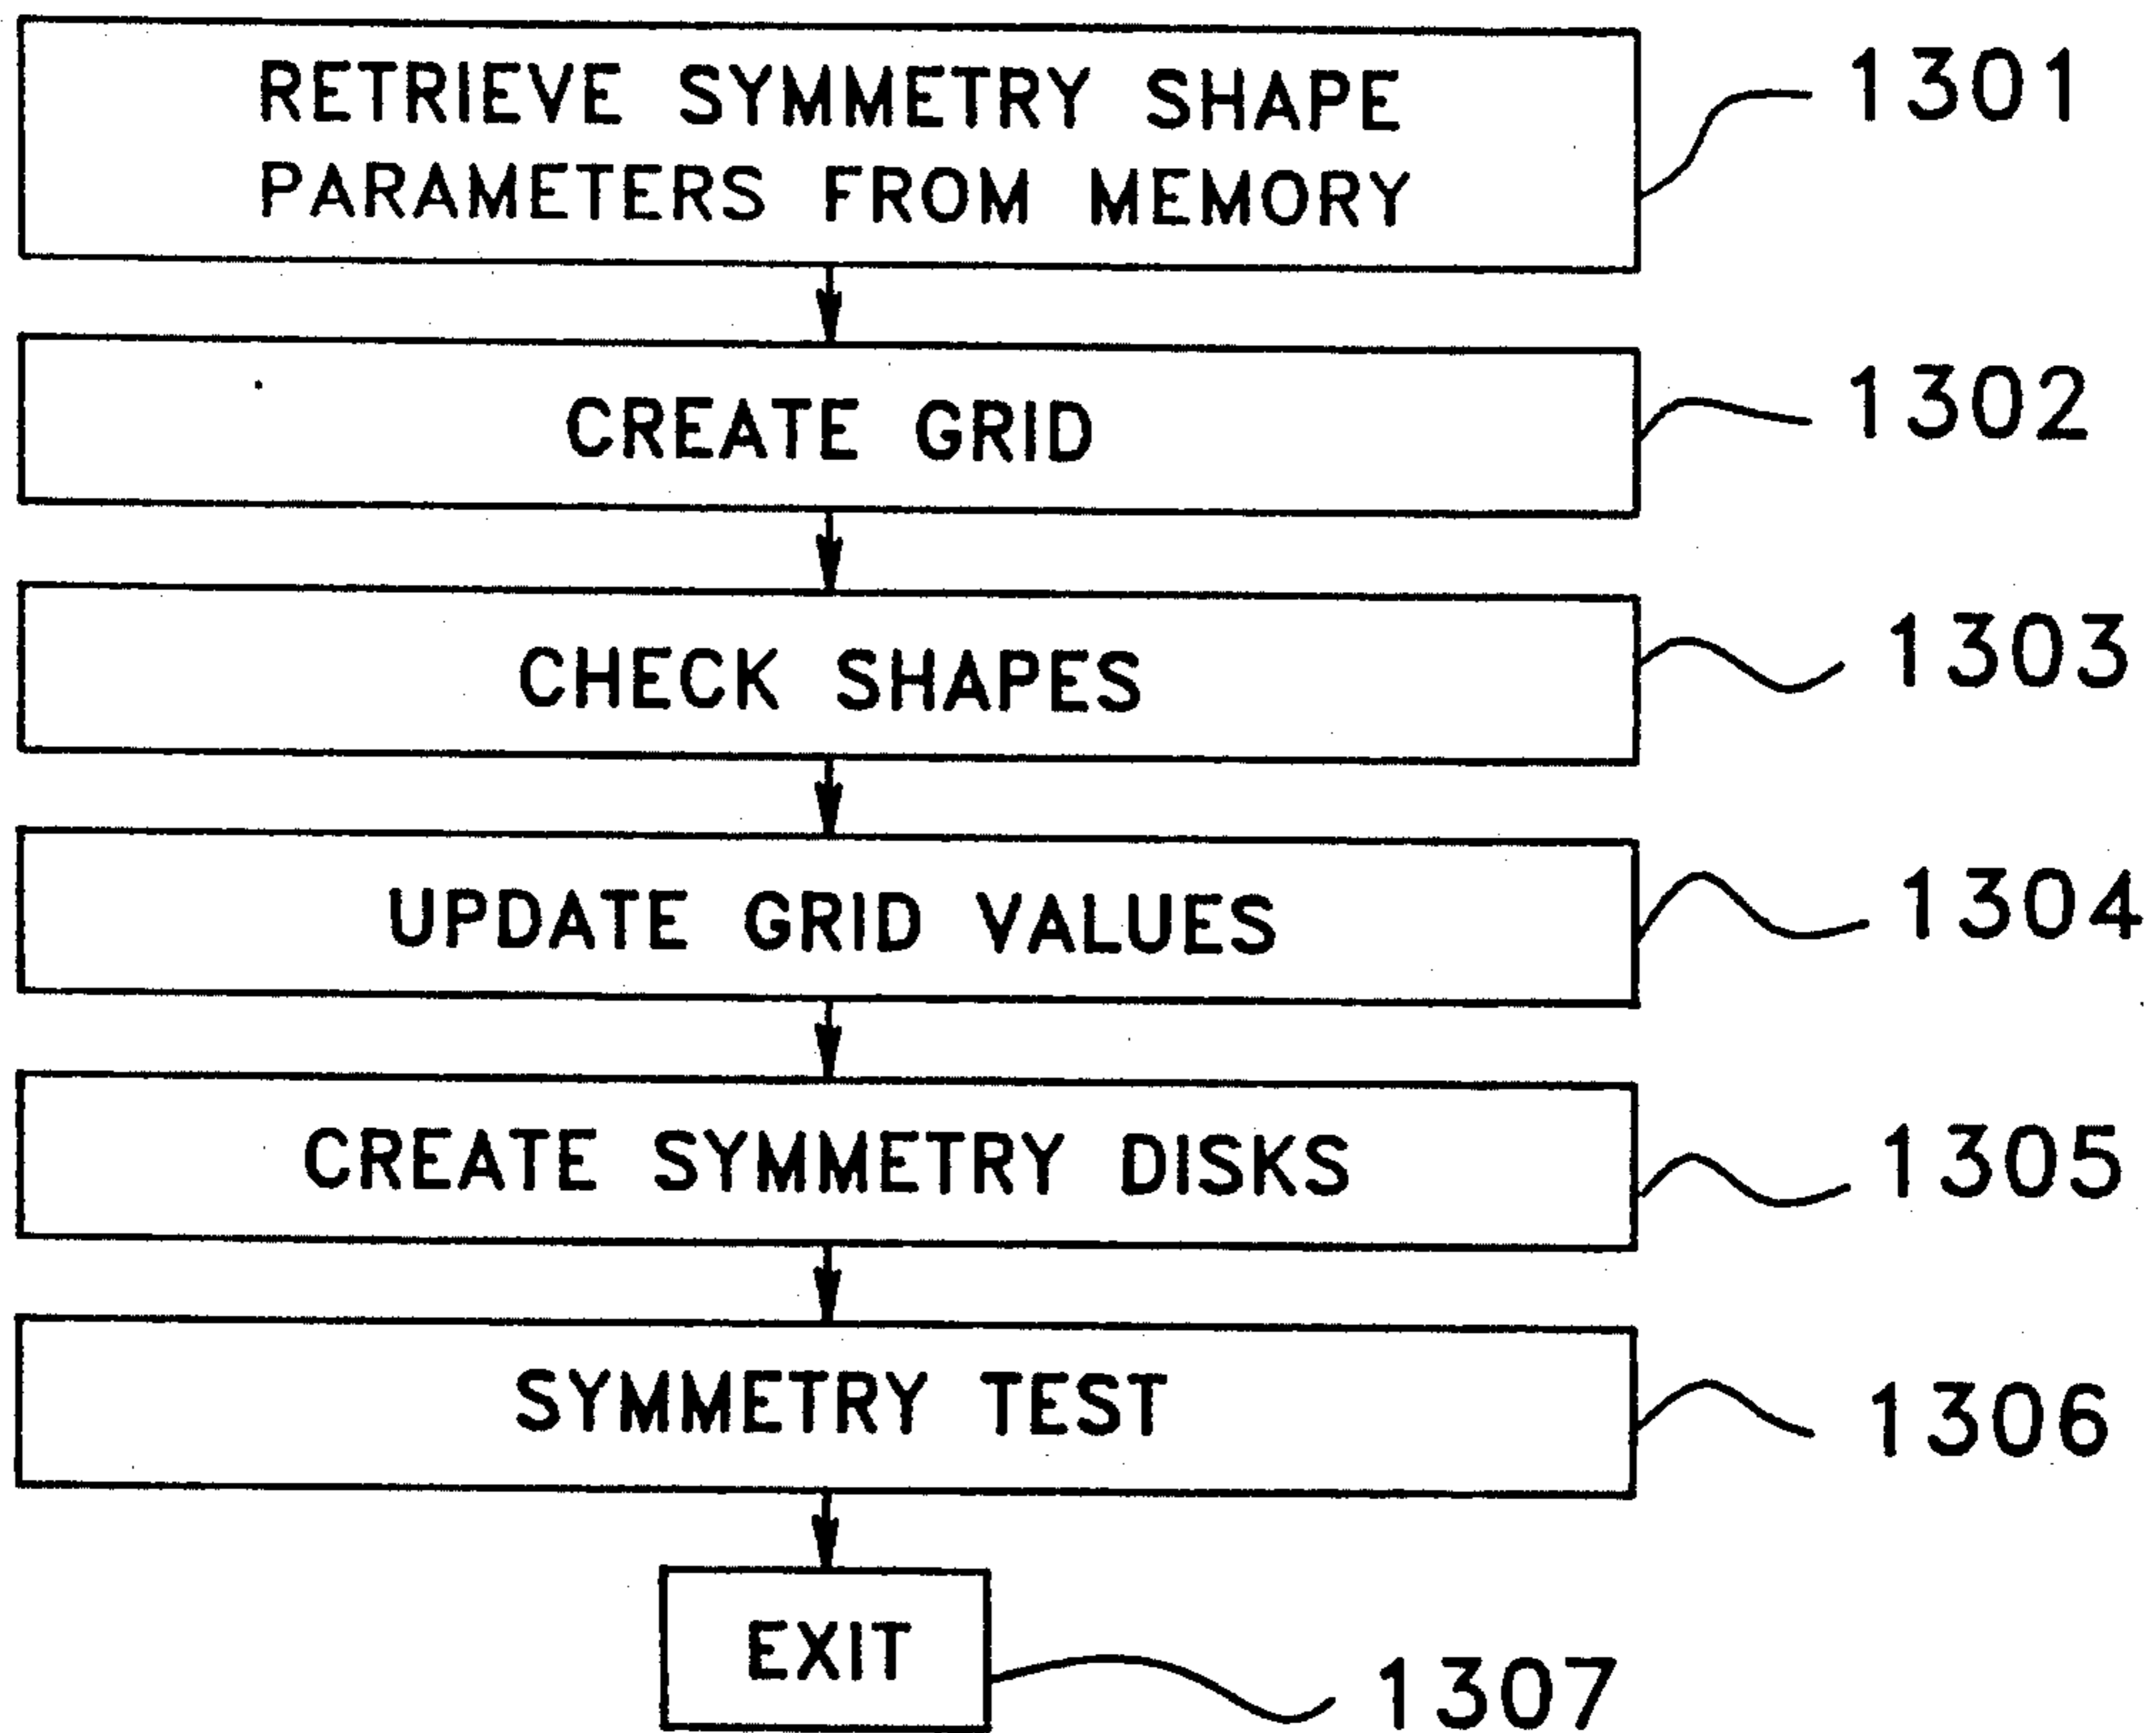 RETRIEVE SYMMETRY SHAPE
PARAMETERS FROM MEMORY
1301
CREATE GRID
1302
CHECK SHAPES
1303
UPDATE GRID VALUES
1304
CREATE SYMMETRY DISKS
1305
SYMMETRY TEST
1306
EXIT
1307